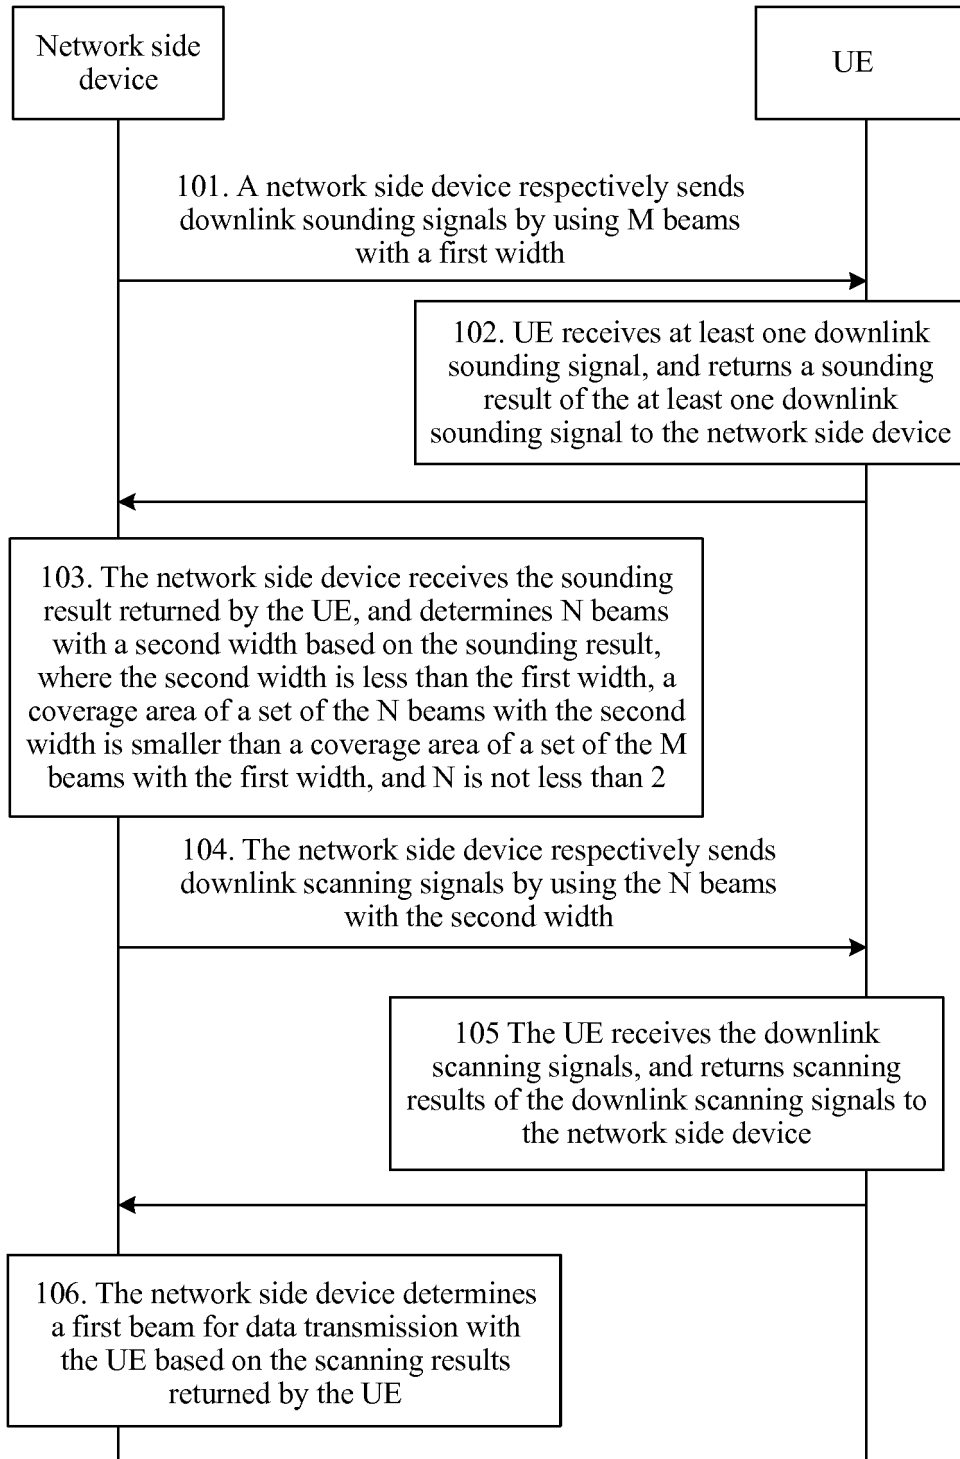 Network side
device
UE
101. A network side device respectively sends
downlink sounding signals by using M beams
with a first width
102. UE receives at least one downlink
sounding signal, and returns a sounding
result of the at least one downlink
sounding signal to the network side device
103. The network side device receives the sounding
result returned by the UE, and determines N beams
with a second width based on the sounding result,
where the second width is less than the first width, a
coverage area of a set of the N beams with the second
width is smaller than a coverage area of a set of the M
beams with the first width, and N is not less than 2
104. The network side device respectively sends
downlink scanning signals by using the N beams
with the second width
105 The UE receives the downlink
scanning signals, and returns scanning
results of the downlink scanning signals to
the network side device
106. The network side device determines
a first beam for data transmission with
the UE based on the scanning results
returned by the UE